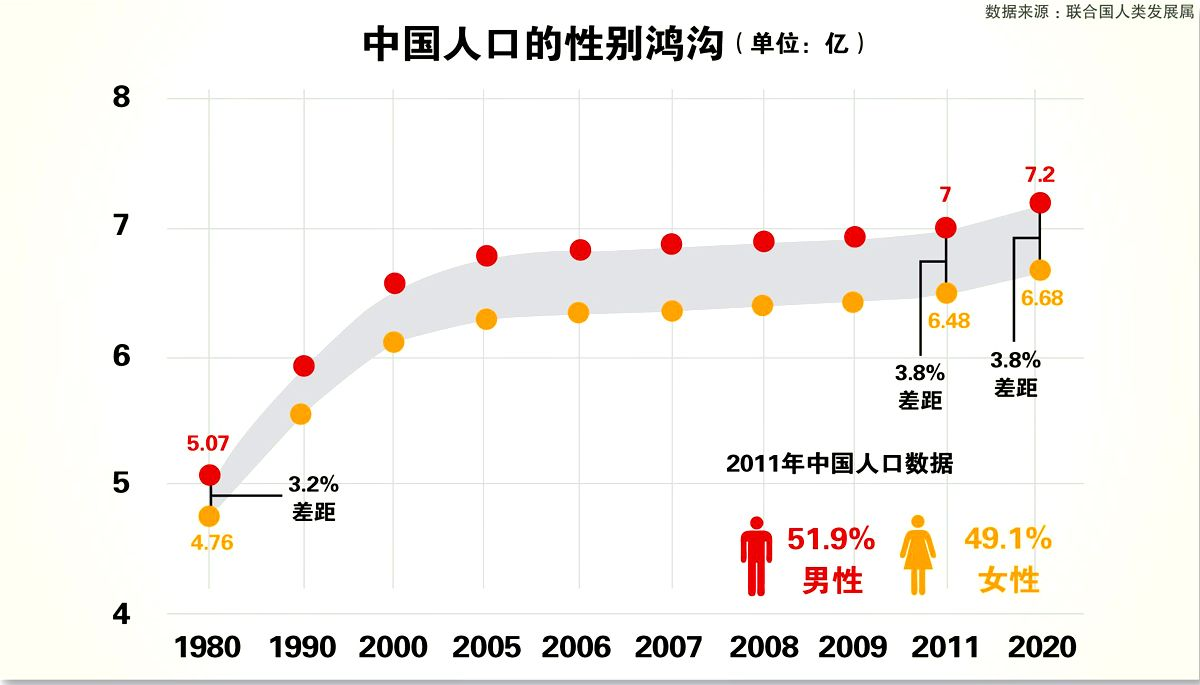 数据来源：联合国人类发展属
中国人口的性别鸿沟（单位：亿）
8
7
6
5
4
5.07
4.76
3.2%
差距
7
6.48
3.8%
差距
7.2
6.68
3.8%
差距
2011年中国人口数据
51.9%
男性
49.1%
女性
1980 1990 2000 2005 2006 2007 2008 2009 2011 2020